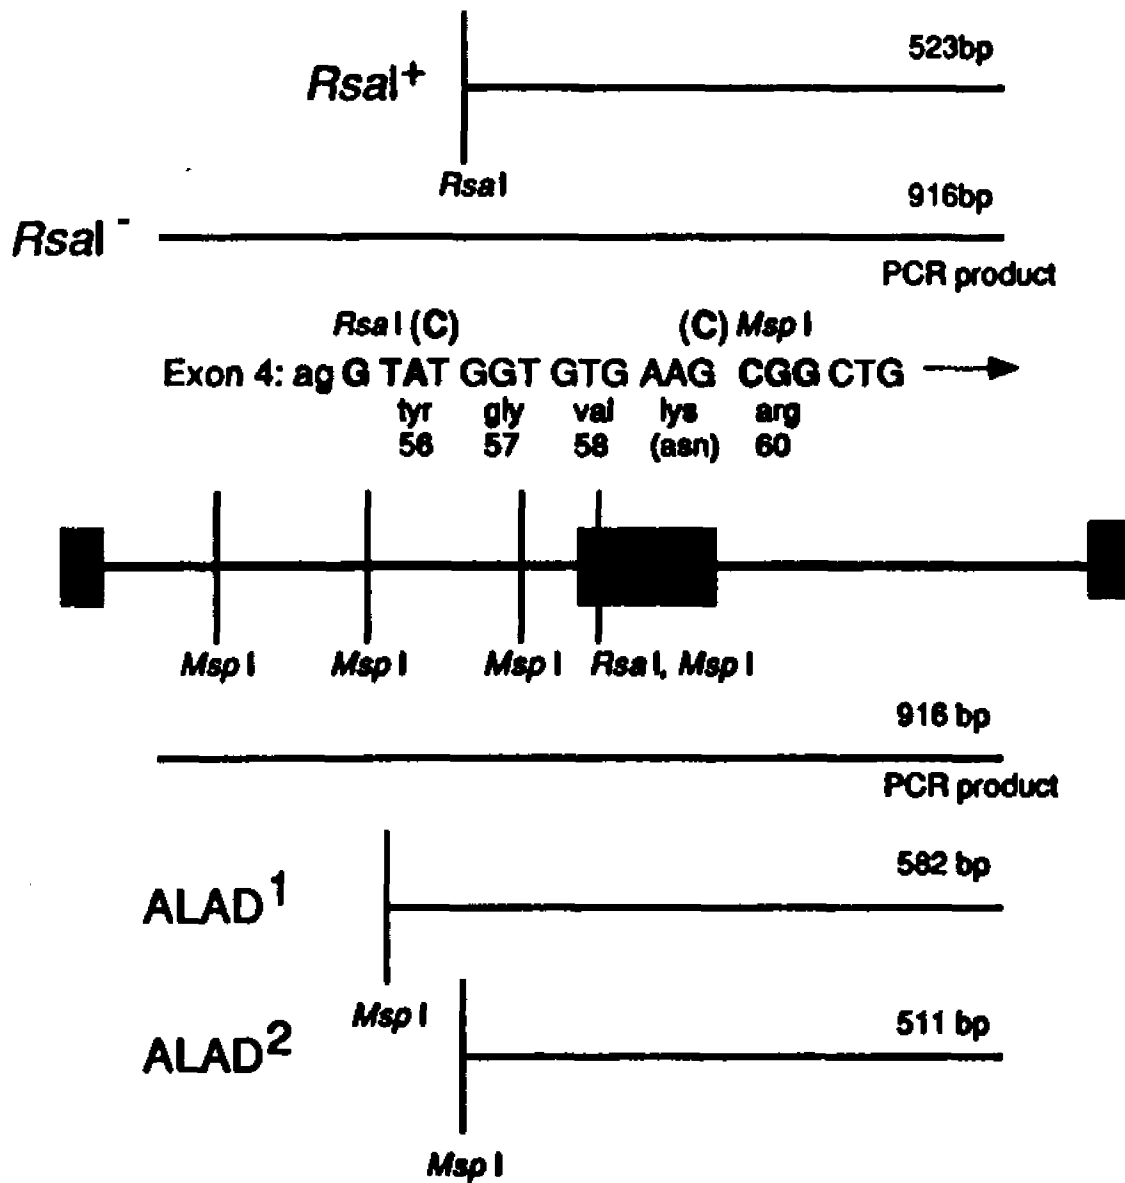 523bp
RsaI+
RsaI
916bp
RsaI -
PCR product
RsaI (C) (C) MspI
Exon 4: ag G TAT GGT GTG AAG CGG CTG
tyr gly val lys arg
56 57 58 (asn) 60
MspI MspI MspI RsaI, MspI
916 bp
PCR product
582 bp
ALAD1
MspI
511 bp
ALAD2
MspI